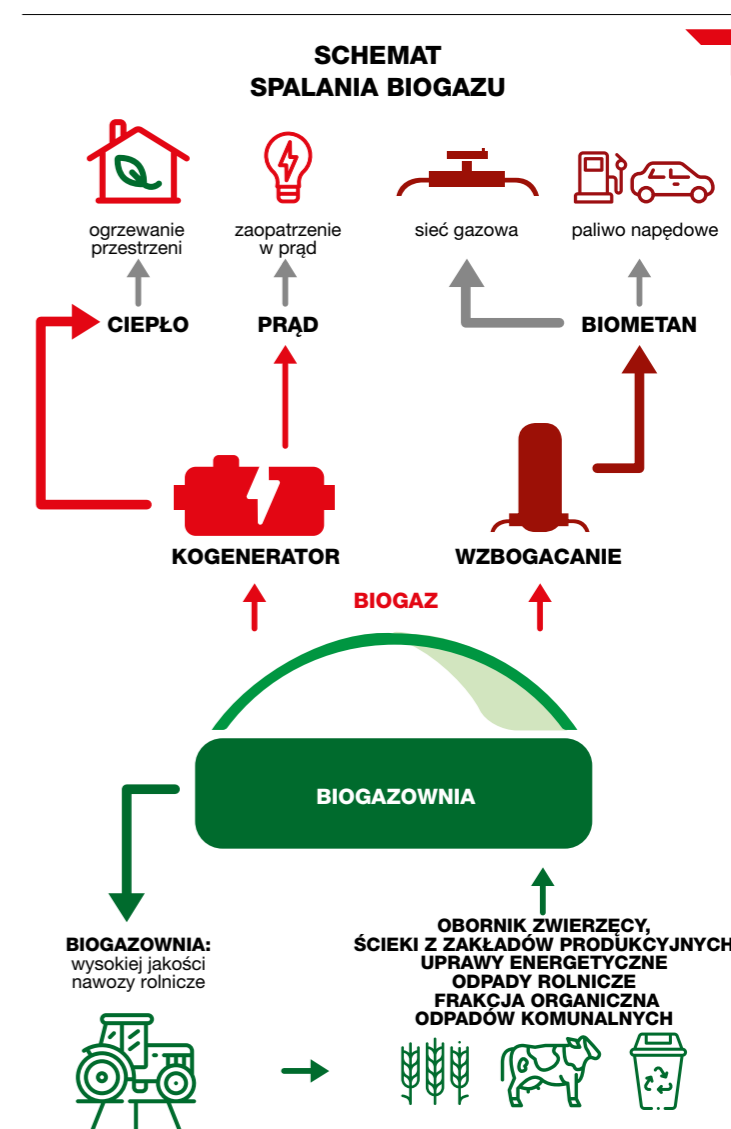 SCHEMAT
SPALANIA BIOGAZU
ogrzewanie
przestrzeni
zaopatrzenie
w prąd
sieć gazowa
paliwo napędowe
CIEPŁO
PRĄD
BIOMETAN
KOGENERATOR
WZBOGACANIE
BIOGAZ
BIOGAZOWNIA
BIOGAZOWNIA:
wysokiej jakości
nawozy rolnicze
OBORNIK ZWIERZĘCY,
ŚCIEKI Z ZAKŁADÓW PRODUKCYJNYCH
UPRAWY ENERGETYCZNE
ODPADY ROLNICZE
FRAKCJA ORGANICZNA
ODPADÓW KOMUNALNYCH